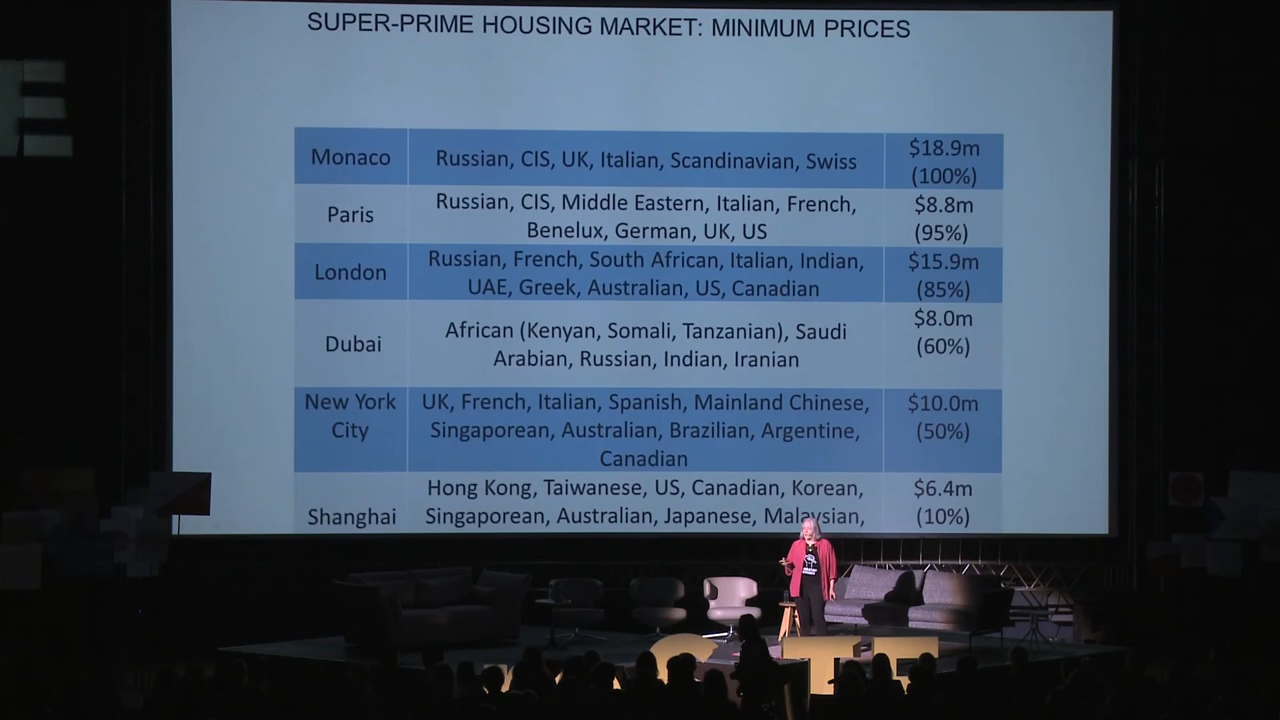 SUPER-PRIME HOUSING MARKET: MINIMUM PRICES
Monaco
Russian, CIS, UK, Italian, Scandinavian, Swiss
$18.9m
(100%)
Paris
Russian, CIS, Middle Eastern, Italian, French,
Benelux, German, UK, US
$8.8m
(95%)
London
Russian, French, South African, Italian, Indian,
UAE, Greek, Australian, US, Canadian
$15.9m
(85%)
Dubai
African (Kenyan, Somali, Tanzanian), Saudi
Arabian, Russian, Indian, Iranian
$8.0m
(60%)
New York
City
UK, French, Italian, Spanish, Mainland Chinese,
Singaporean, Australian, Brazilian, Argentine,
Canadian
$10.0m
(50%)
Shanghai
Hong Kong, Taiwanese, US, Canadian, Korean,
Singaporean, Australian, Japanese, Malaysian,
$6.4m
(10%)